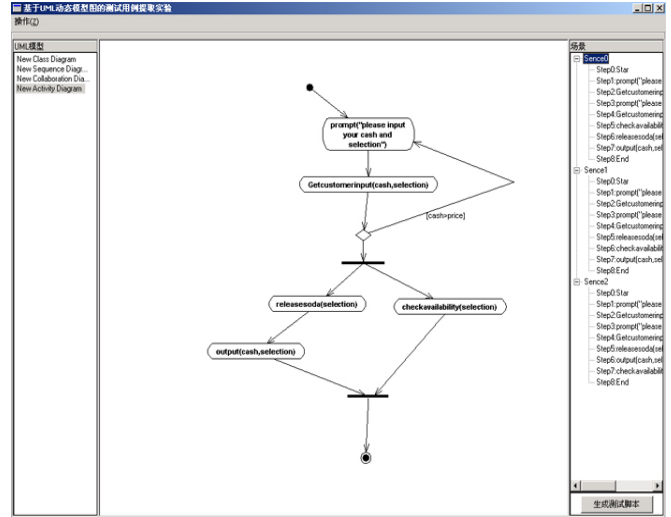 基于UML动态模型图的测试用例提取实验
操作(Z)
UML模型
New Class Diagram
New Sequence Diagr...
New Collaboration Dia...
New Activity Diagram
prompt("please input
your cash and
selection")
Getcustomerinput(cash,selection)
[cash>price]
releasesoda(selection)
checkavailability(selection)
output(cash,selection)
场景
Sence0
Step0:Star
Step1:prompt("please
Step2:Getcustomerinp
Step3:prompt("please
Step4:Getcustomerinp
Step5:checkavailabilit
Step6:releasesoda(sel
Step7:output(cash,sel
Step8:End
Sence1
Step0:Star
Step1:prompt("please
Step2:Getcustomerinp
Step3:prompt("please
Step4:Getcustomerinp
Step5:releasesoda(sel
Step6:checkavailabilit
Step7:output(cash,sel
Step8:End
Sence2
Step0:Star
Step1:prompt("please
Step2:Getcustomerinp
Step3:prompt("please
Step4:Getcustomerinp
Step5:releasesoda(sel
Step6:output(cash,sel
Step7:checkavailabilit
Step8:End
生成测试脚本